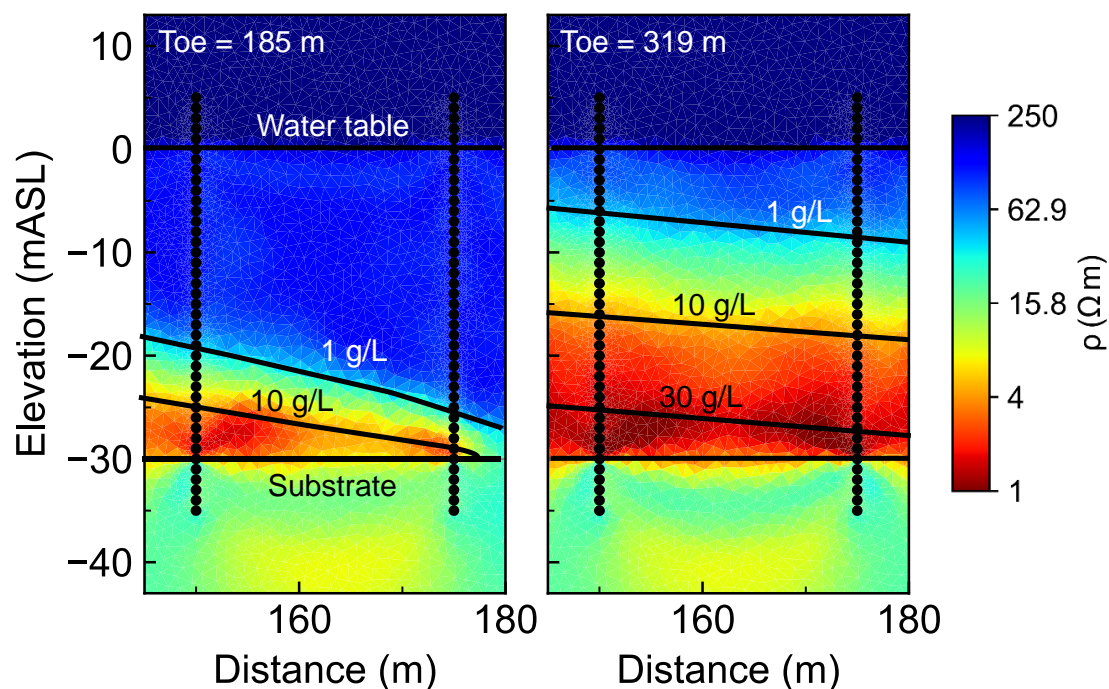 Toe = 185 m
Toe = 319 m
10
0
−10
−20
−30
−40
Elevation (mASL)
Water table
1 g/L
10 g/L
Substrate
1 g/L
10 g/L
30 g/L
160
180
160
180
Distance (m)
Distance (m)
250
62.9
15.8
4
1
ρ (Ω m)